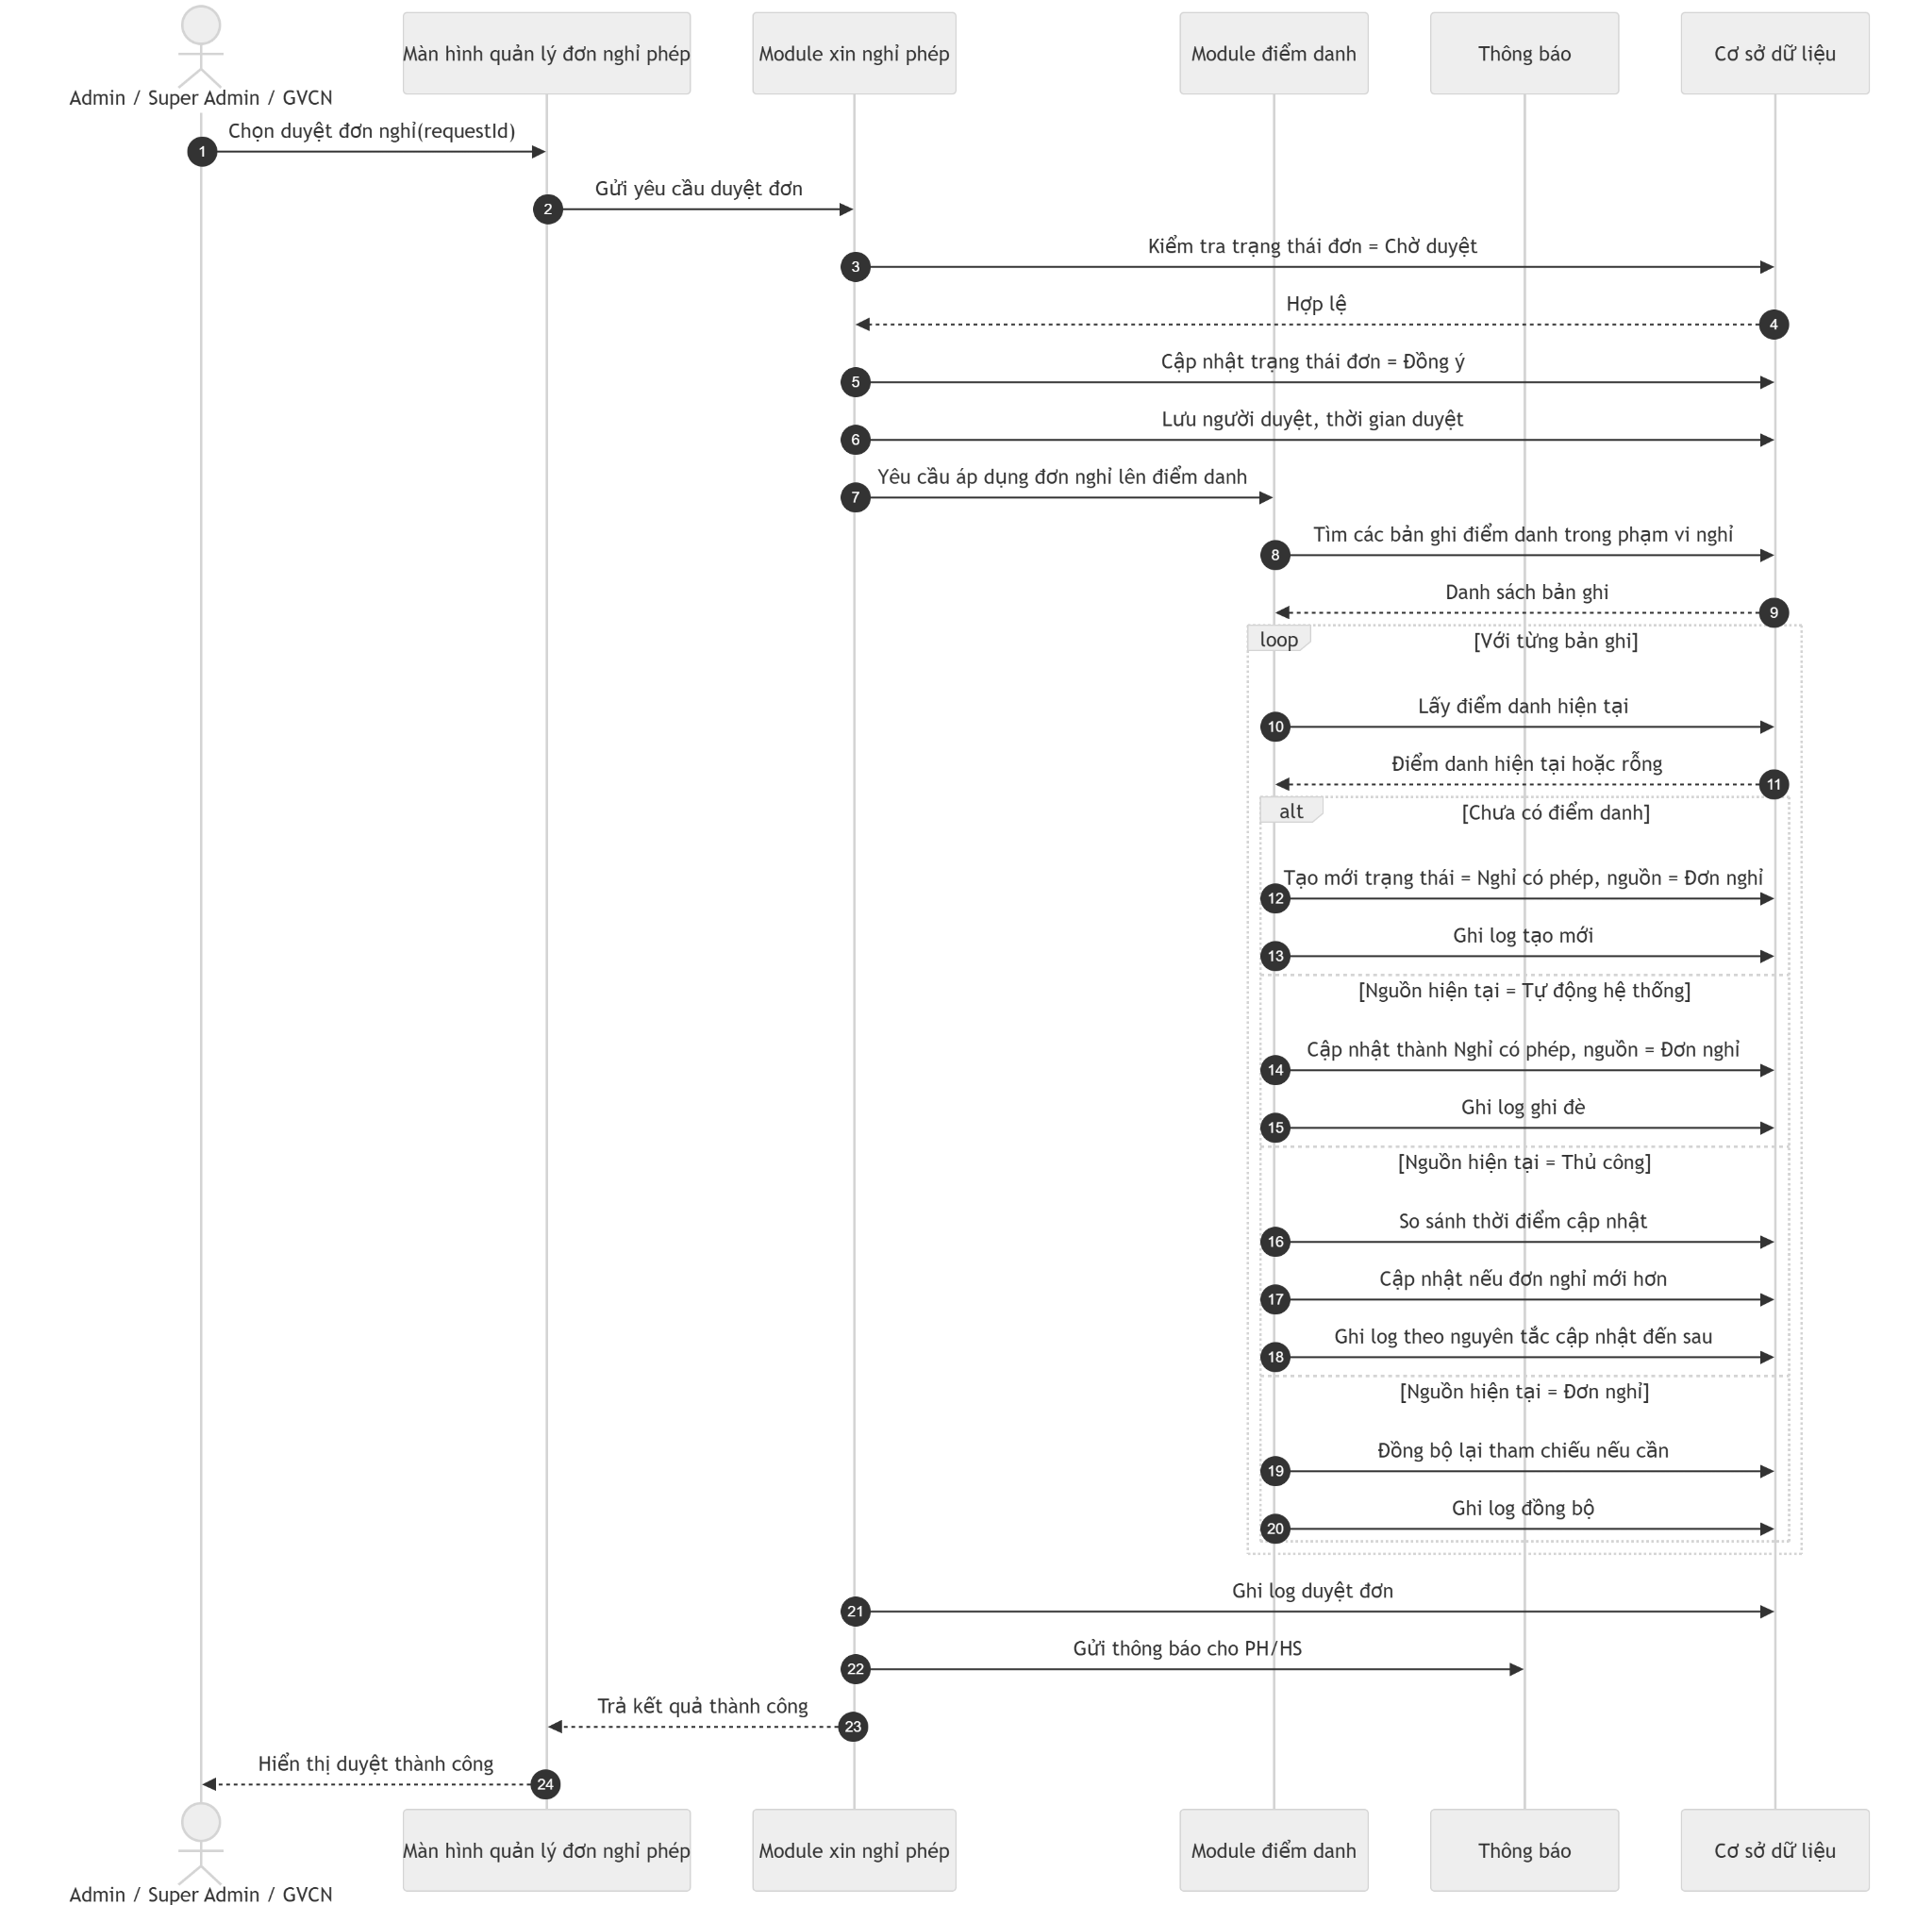 Admin / Super Admin / GVCN
Màn hình quản lý đơn nghỉ phép
Module xin nghỉ phép
Module điểm danh
Thông báo
Cơ sở dữ liệu
Chọn duyệt đơn nghỉ(requestId)
1
Gửi yêu cầu duyệt đơn
2
Kiểm tra trạng thái đơn = Chờ duyệt
3
Hợp lệ
4
Cập nhật trạng thái đơn = Đồng ý
5
Lưu người duyệt, thời gian duyệt
6
Yêu cầu áp dụng đơn nghỉ lên điểm danh
7
Tìm các bản ghi điểm danh trong phạm vi nghỉ
8
Danh sách bản ghi
9
loop
[Với từng bản ghi]
Lấy điểm danh hiện tại
10
Điểm danh hiện tại hoặc rỗng
11
alt
[Chưa có điểm danh]
Tạo mới trạng thái = Nghỉ có phép, nguồn = Đơn nghỉ
12
Ghi log tạo mới
13
[Nguồn hiện tại = Tự động hệ thống]
Cập nhật thành Nghỉ có phép, nguồn = Đơn nghỉ
14
Ghi log ghi đè
15
[Nguồn hiện tại = Thủ công]
So sánh thời điểm cập nhật
16
Cập nhật nếu đơn nghỉ mới hơn
17
Ghi log theo nguyên tắc cập nhật đến sau
18
[Nguồn hiện tại = Đơn nghỉ]
Đồng bộ lại tham chiếu nếu cần
19
Ghi log đồng bộ
20
Ghi log duyệt đơn
21
Gửi thông báo cho PH/HS
22
Trả kết quả thành công
23
Hiển thị duyệt thành công
24
Admin / Super Admin / GVCN
Màn hình quản lý đơn nghỉ phép
Module xin nghỉ phép
Module điểm danh
Thông báo
Cơ sở dữ liệu